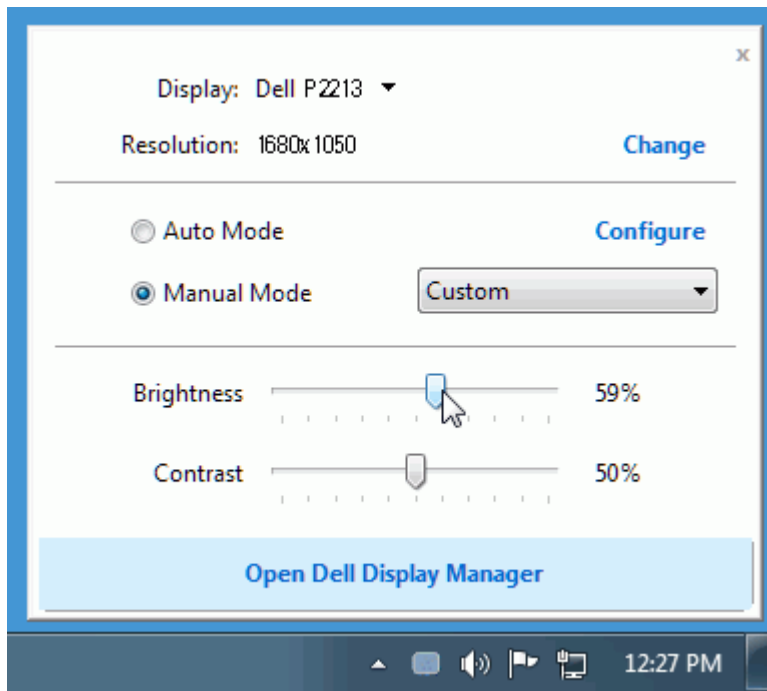 x
Display: Dell P2213
Resolution: 1680x1050 Change
Auto Mode Configure
Manual Mode Custom
Brightness 59%
Contrast 50%
Open Dell Display Manager
12:27 PM